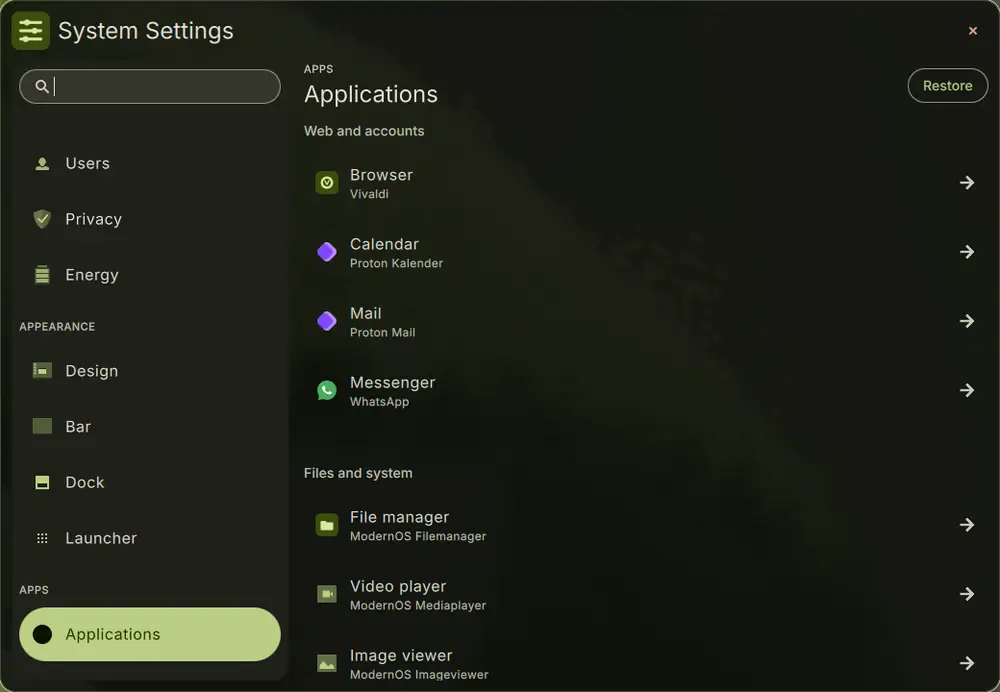 System Settings
Users
Privacy
Energy
APPEARANCE
Design
Bar
Dock
Launcher
APPS
Applications
APPS
Applications
Restore
Web and accounts
Browser
Vivaldi
Calendar
Proton Kalender
Mail
Proton Mail
Messenger
WhatsApp
Files and system
File manager
ModernOS Filemanager
Video player
ModernOS Mediaplayer
Image viewer
ModernOS Imageviewer